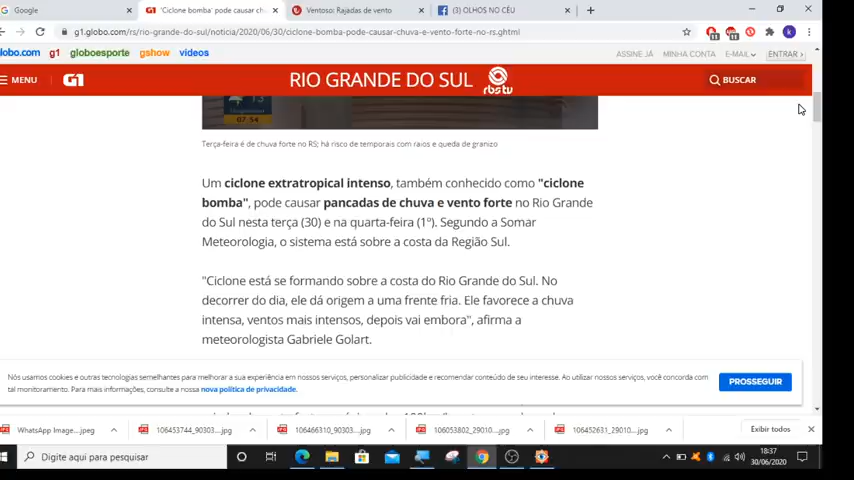 Google
'Ciclone bomba' pode causar ch
Ventoso: Rajadas de vento
(3) OLHOS NO CÉU
g1.globo.com/rs/rio-grande-do-sul/noticia/2020/06/30/ciclone-bomba-pode-causar-chuva-e-vento-forte-no-rs.ghtml
globo.com g1 globoesporte gshow videos
ASSINE JÁ MINHA CONTA E-MAIL ENTRAR
MENU G1 RIO GRANDE DO SUL rbs tv BUSCAR
13
07:54
Terça-feira é de chuva forte no RS; há risco de temporais com raios e queda de granizo
Um ciclone extratropical intenso, também conhecido como "ciclone
bomba", pode causar pancadas de chuva e vento forte no Rio Grande
do Sul nesta terça (30) e na quarta-feira (1º). Segundo a Somar
Meteorologia, o sistema está sobre a costa da Região Sul.
"Ciclone está se formando sobre a costa do Rio Grande do Sul. No
decorrer do dia, ele dá origem a uma frente fria. Ele favorece a chuva
intensa, ventos mais intensos, depois vai embora", afirma a
meteorologista Gabriele Golart.
Nós usamos cookies e outras tecnologias semelhantes para melhorar a sua experiência em nossos serviços, personalizar publicidade e recomendar conteúdo de seu interesse. Ao utilizar nossos serviços, você concorda com
tal monitoramento. Para mais informações, consulte a nossa nova política de privacidade.
PROSSEGUIR
WhatsApp Image....jpeg
106453744_90303....jpg
106466310_90303....jpg
106053802_29010....jpg
106452631_29010....jpg
Exibir todos
Digite aqui para pesquisar
18:37
30/06/2020